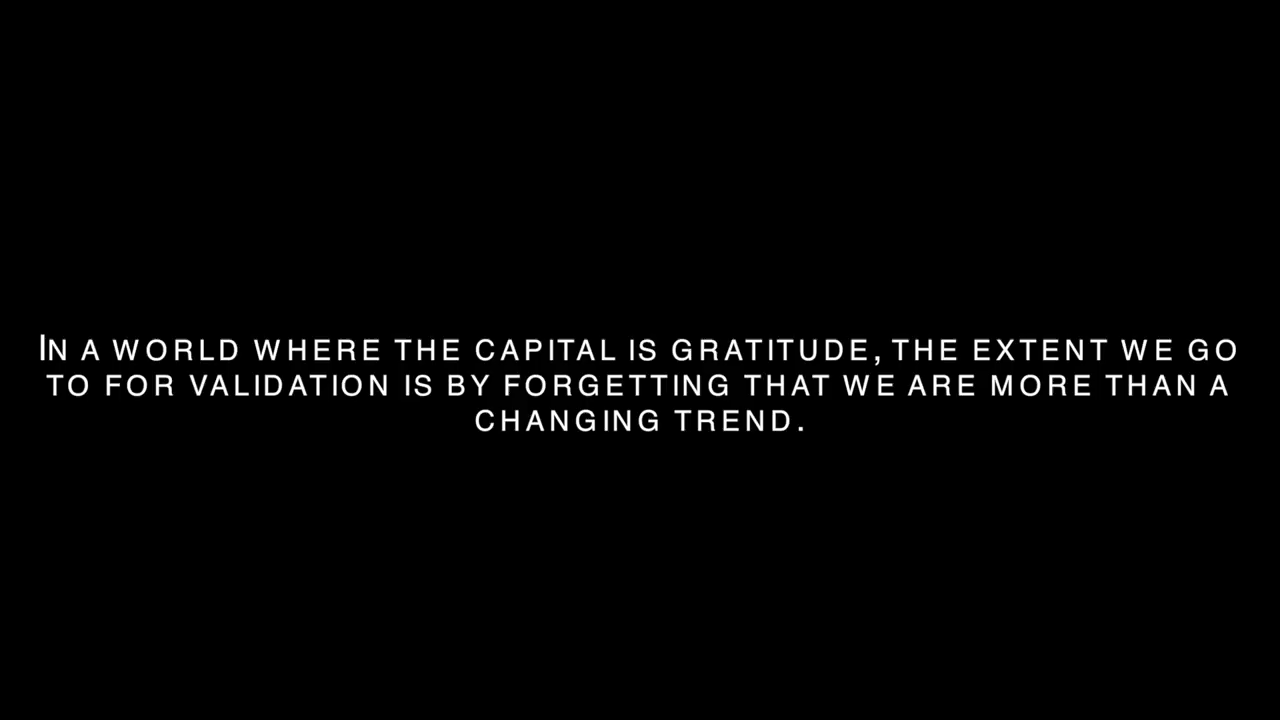 IN A WORLD WHERE THE CAPITAL IS GRATITUDE, THE EXTENT WE GO
TO FOR VALIDATION IS BY FORGETTING THAT WE ARE MORE THAN A
CHANGING TREND.